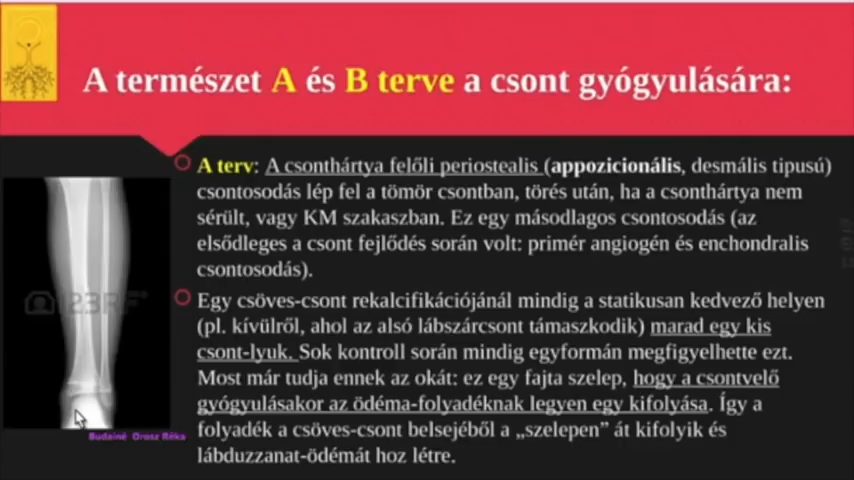 A természet A és B terve a csont gyógyulására:
A terv: A csonthártya felőli periostealis (appozicionális, desmális tipusú)
csontosodás lép fel a tömör csontban, törés után, ha a csonthártya nem
sérült, vagy KM szakaszban. Ez egy másodlagos csontosodás (az
elsődleges a csont fejlődés során volt: primér angiogén és enchondralis
csontosodás).
Egy csöves-csont rekalcifikációjánál mindig a statikusan kedvező helyen
(pl. kívülről, ahol az alsó lábszárcsont támaszkodik) marad egy kis
csont-lyuk. Sok kontroll során mindig egyformán megfigyelhette ezt.
Most már tudja ennek az okát: ez egy fajta szelep, hogy a csontvelő
gyógyulásakor az ödéma-folyadéknak legyen egy kifolyása. Így a
folyadék a csöves-csont belsejéből a „szelepen” át kifolyik és
lábduzzanat-ödémát hoz létre.
123RF
Budainé Orosz Réka